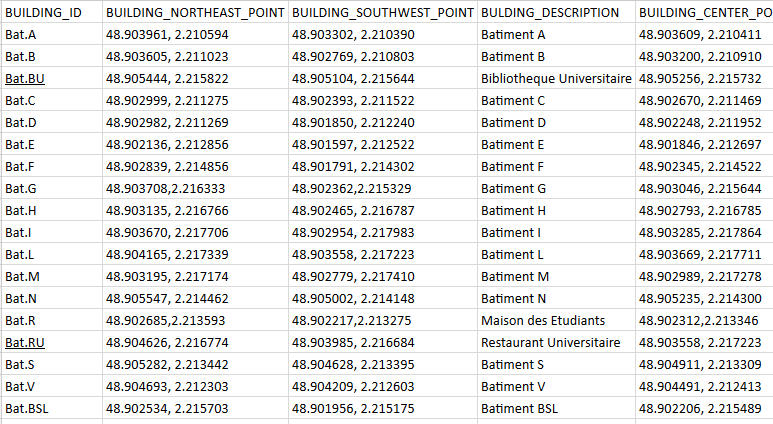 BUILDING_ID BUILDING_NORTHEAST_POINT BUILDING_SOUTHWEST_POINT BULDING_DESCRIPTION BUILDING_CENTER_PO
Bat.A 48.903961, 2.210594 48.903302, 2.210390 Batiment A 48.903609, 2.210411
Bat.B 48.903605, 2.211023 48.902769, 2.210803 Batiment B 48.903200, 2.210910
Bat.BU 48.905444, 2.215822 48.905104, 2.215644 Bibliotheque Universitaire 48.905256, 2.215732
Bat.C 48.902999, 2.211275 48.902393, 2.211522 Batiment C 48.902670, 2.211469
Bat.D 48.902982, 2.211269 48.901850, 2.212240 Batiment D 48.902248, 2.211952
Bat.E 48.902136, 2.212856 48.901597, 2.212522 Batiment E 48.901846, 2.212697
Bat.F 48.902839, 2.214856 48.901791, 2.214302 Batiment F 48.902345, 2.214522
Bat.G 48.903708,2.216333 48.902362,2.215329 Batiment G 48.903046, 2.215644
Bat.H 48.903135, 2.216766 48.902465, 2.216787 Batiment H 48.902793, 2.216785
Bat.I 48.903670, 2.217706 48.902954, 2.217983 Batiment I 48.903285, 2.217864
Bat.L 48.904165, 2.217339 48.903558, 2.217223 Batiment L 48.903669, 2.217711
Bat.M 48.903195, 2.217174 48.902779, 2.217410 Batiment M 48.902989, 2.217278
Bat.N 48.905547, 2.214462 48.905002, 2.214148 Batiment N 48.905235, 2.214300
Bat.R 48.902685,2.213593 48.902217,2.213275 Maison des Etudiants 48.902312,2.213346
Bat.RU 48.904626, 2.216774 48.903985, 2.216684 Restaurant Universitaire 48.903558, 2.217223
Bat.S 48.905282, 2.213442 48.904628, 2.213395 Batiment S 48.904911, 2.213309
Bat.V 48.904693, 2.212303 48.904209, 2.212603 Batiment V 48.904491, 2.212413
Bat.BSL 48.902534, 2.215703 48.901956, 2.215175 Batiment BSL 48.902206, 2.215489